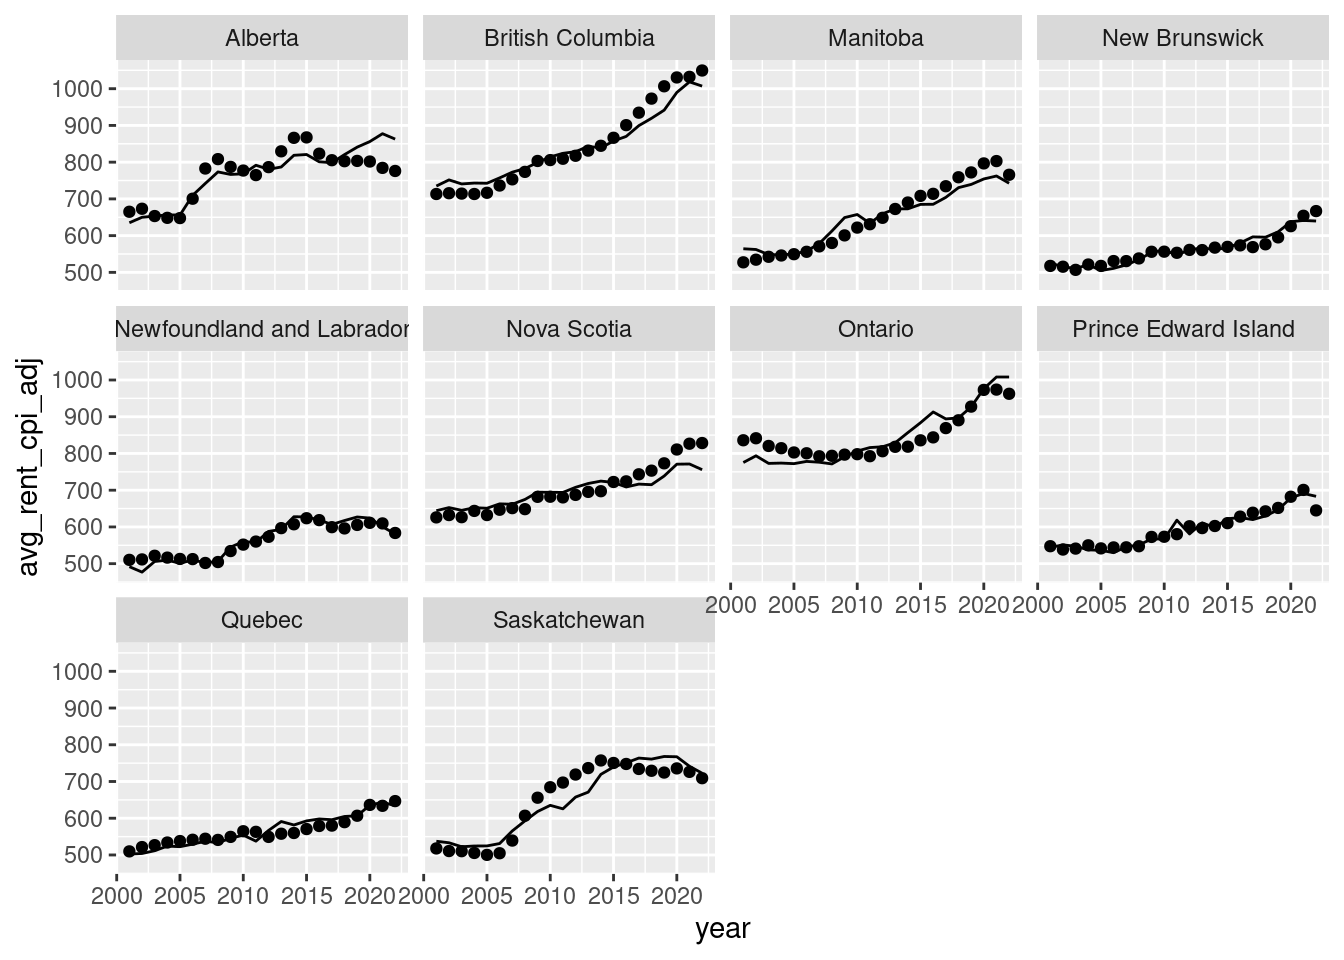 Alberta British Columbia Manitoba New Brunswick
1000
900
800
700
600
500
Newfoundland and Labrador Nova Scotia Ontario Prince Edward Island
1000
900
800
700
600
500
2000 2005 2010 2015 2020 2000 2005 2010 2015 2020
Quebec Saskatchewan
1000
900
800
700
600
500
2000 2005 2010 2015 2020 2000 2005 2010 2015 2020
year
avg_rent_cpi_adj